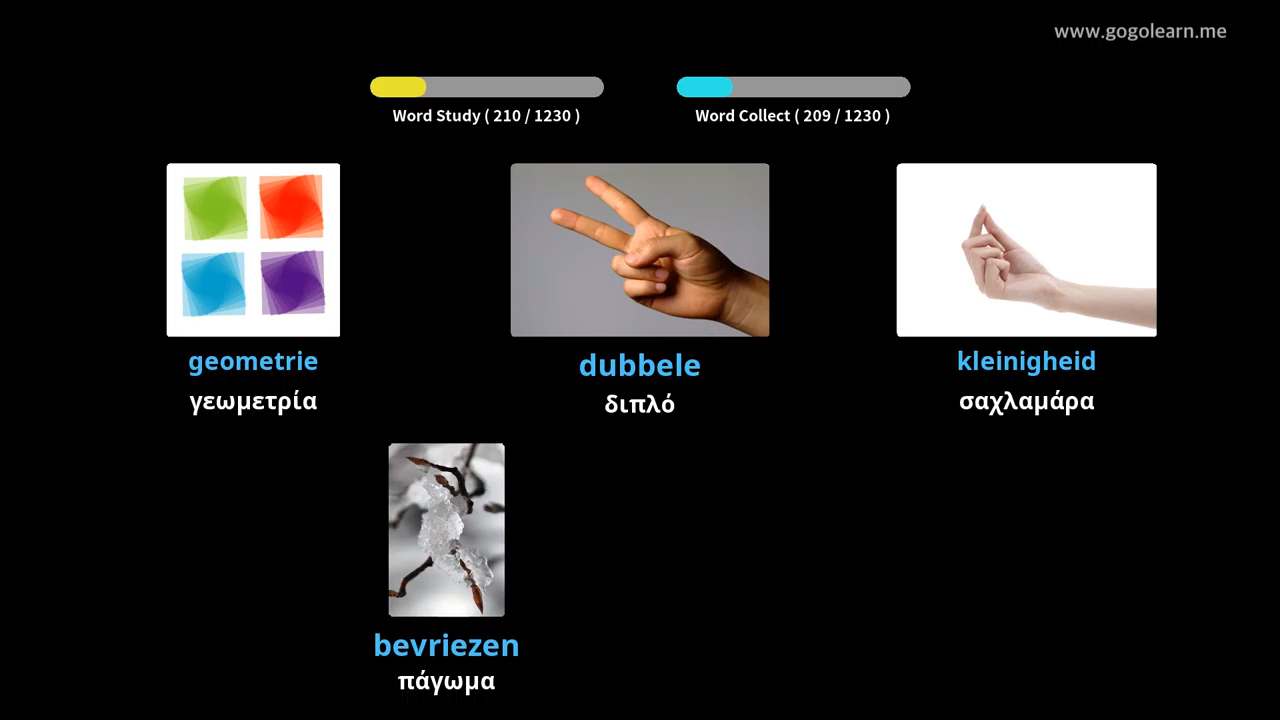 www.gogolearn.me
Word Study ( 210 / 1230 )
Word Collect ( 209 / 1230 )
geometrie
γεωμετρία
dubbele
διπλό
kleinigheid
σαχλαμάρα
bevriezen
πάγωμα